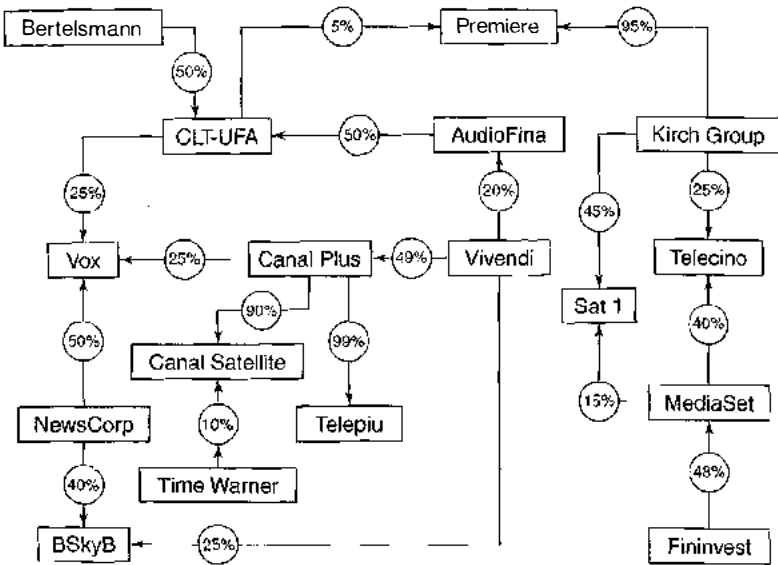 Bertelsmann
5%
Premiere
95%
50%
CLT-UFA
50%
AudioFina
Kirch Group
25%
20%
45%
25%
Vox
25%
Canal Plus
49%
Vivendi
Telecino
90%
Sat 1
50%
99%
40%
Canal Satellite
15%
MediaSet
NewsCorp
10%
Telepiu
40%
Time Warner
48%
BSkyB
25%
Fininvest